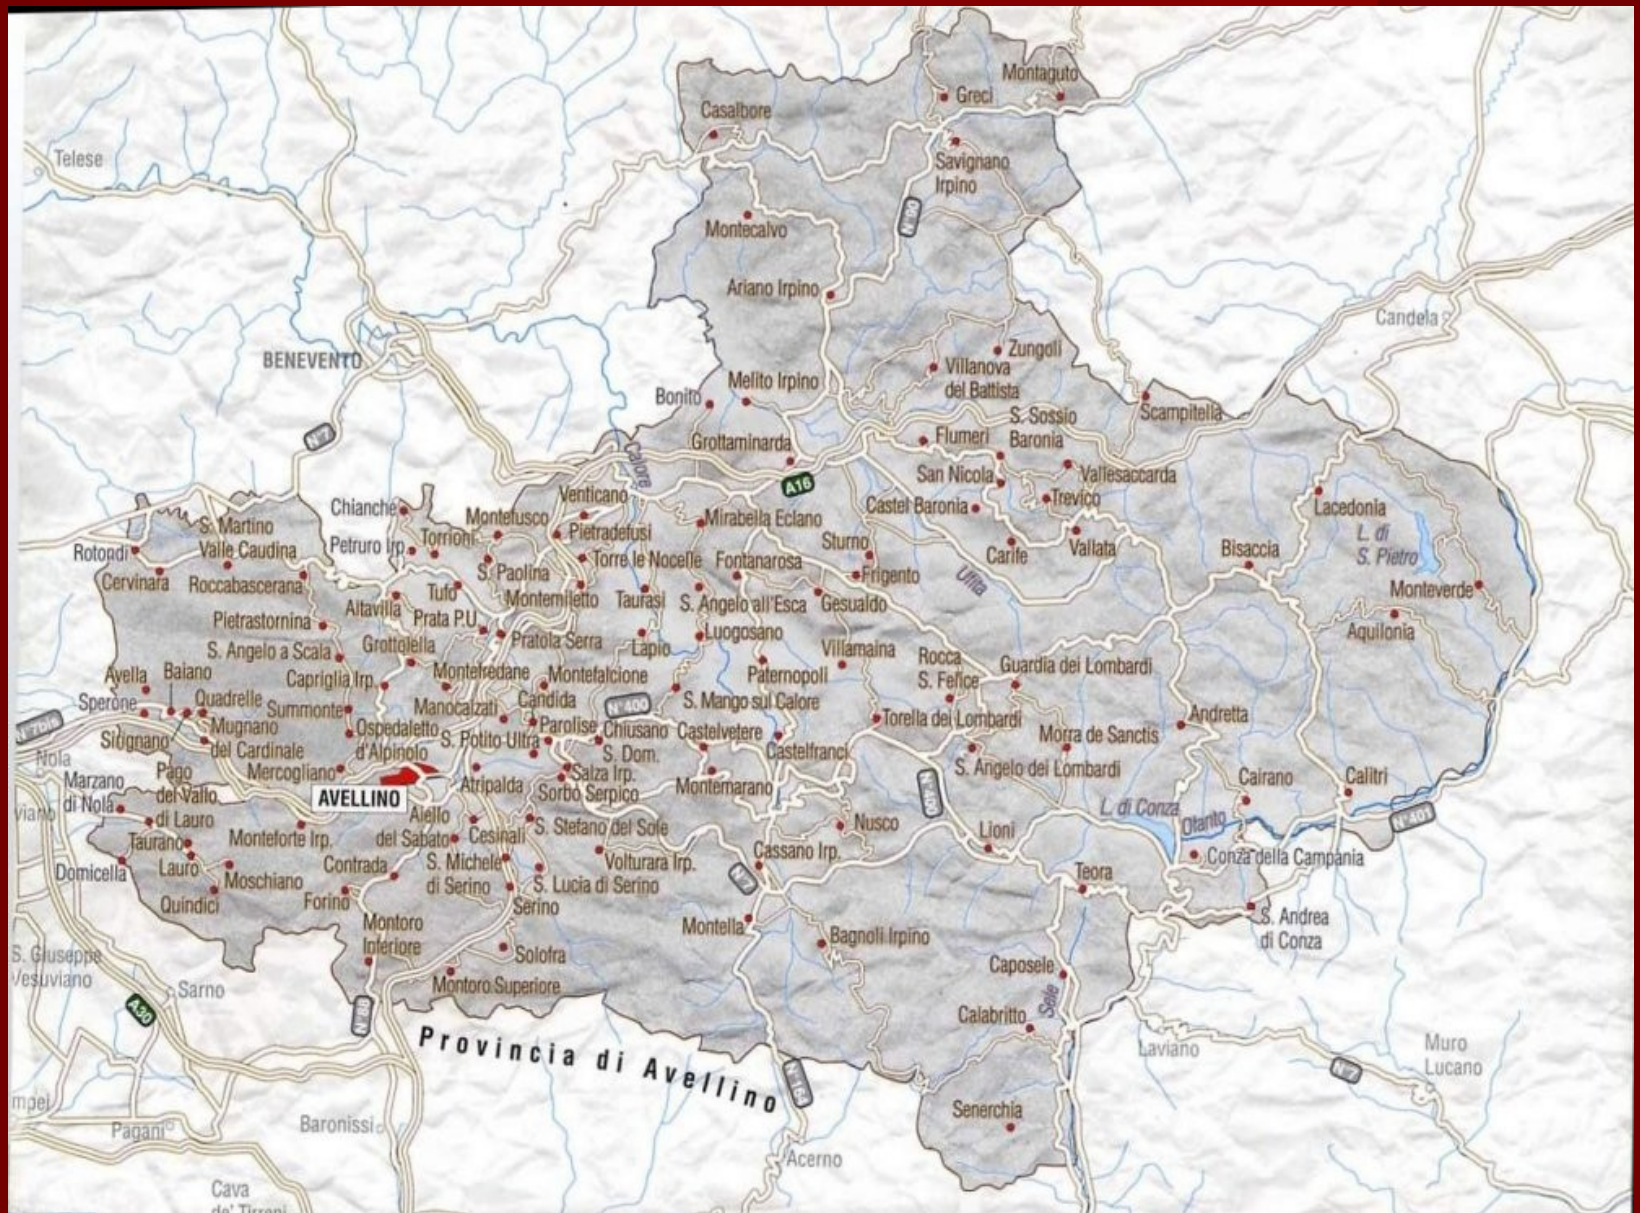 Montaguto
Greci
Casalbore
Telese
Savignano
Irpino
N 90
Montecalvo
Ariano Irpino
Candela
BENEVENTO
Zungoli
Villanova
del Battista
Melito Irpino
Bonito
Scampitella
S. Sossio
Baronia
Flumeri
N 7
Grottaminarda
Calore
San Nicola
Vallesaccarda
A16
Trevico
Venticano
Castel Baronia
Lacedonia
Chianche
Montefusco
Mirabella Eclano
Pietradefusi
S. Martino
Valle Caudina
Torrioni
Petruro Irp.
Rotondi
Sturno
Carife
Vallata
Bisaccia
L. di
S. Pietro
Torre le Nocelle
Fontanarosa
Cervinara
Roccabascerana
S. Paolina
Frigento
Ufita
Monteverde
Tufo
Montemiletto
Taurasi
S. Angelo all'Esca
Gesualdo
Altavilla
Prata P.U.
Pietrastornina
Aquilonia
Luogosano
Pratola Serra
Grottolella
Lapio
Villamaina
S. Angelo a Scala
Rocca
S. Felice
Guardia dei Lombardi
Avella
Baiano
Capriglia Irp.
Montefredane
Montefalcione
Paternopoli
Sperone
Quadrelle
Summonte
Manocalzati
Candida
N 400
S. Mango sul Calore
Torella dei Lombardi
Andretta
Mugnano
del Cardinale
Ospedaletto
d'Alpinolo
Parolise
Chiusano
S. Dom.
Castelvetere
Morra de Sanctis
Sirignano
S. Potito Ultra
Castelfranci
Nola
Mercogliano
Salza Irp.
S. Angelo dei Lombardi
Marzano
di Nola
Pago
del Vallo
di Lauro
Atripalda
Sorbo Serpico
Montemarano
Cairano
Calitri
AVELLINO
N 400
L. di Conza
Ofanto
N 401
Aiello
del Sabato
Cesinali
S. Stefano del Sole
Nusco
Lioni
Taurano
Monteforte Irp.
Volturara Irp.
Cassano Irp.
Conza della Campania
Domicella
Lauro
Contrada
S. Michele
di Serino
S. Lucia di Serino
N 7
Teora
Moschiano
Quindici
Forino
Serino
Montoro
Inferiore
Montella
Bagnoli Irpino
S. Andrea
di Conza
S. Giuseppe
Vesuviano
Solofra
Montoro Superiore
Caposele
Sarno
A30
N 88
Calabritto
Sele
Provincia di Avellino
Laviano
Muro
Lucano
N 7
N 164
mpei
Pagani
Baronissi
Senerchia
Acerno
Cava
de' Tirreni